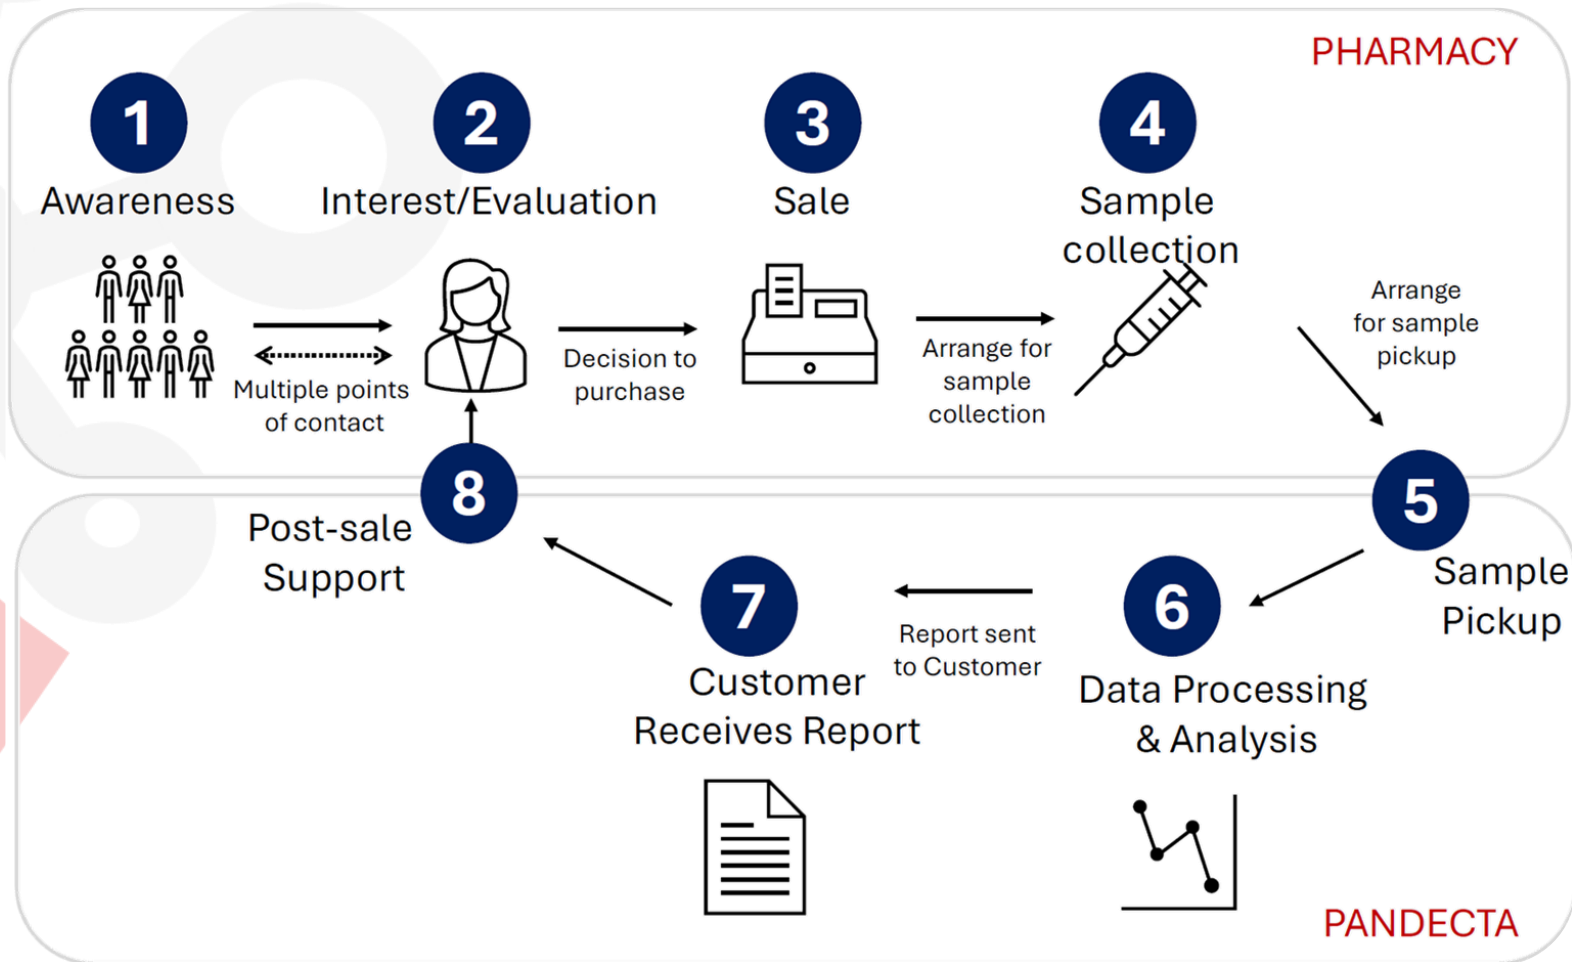 PHARMACY
1
2
3
4
Awareness
Interest/Evaluation
Sale
Sample
collection
Multiple points
of contact
Decision to
purchase
Arrange for
sample
collection
Arrange
for sample
pickup
8
Post-sale
Support
5
Sample
Pickup
7
Customer
Receives Report
Report sent
to Customer
6
Data Processing
& Analysis
PANDECTA